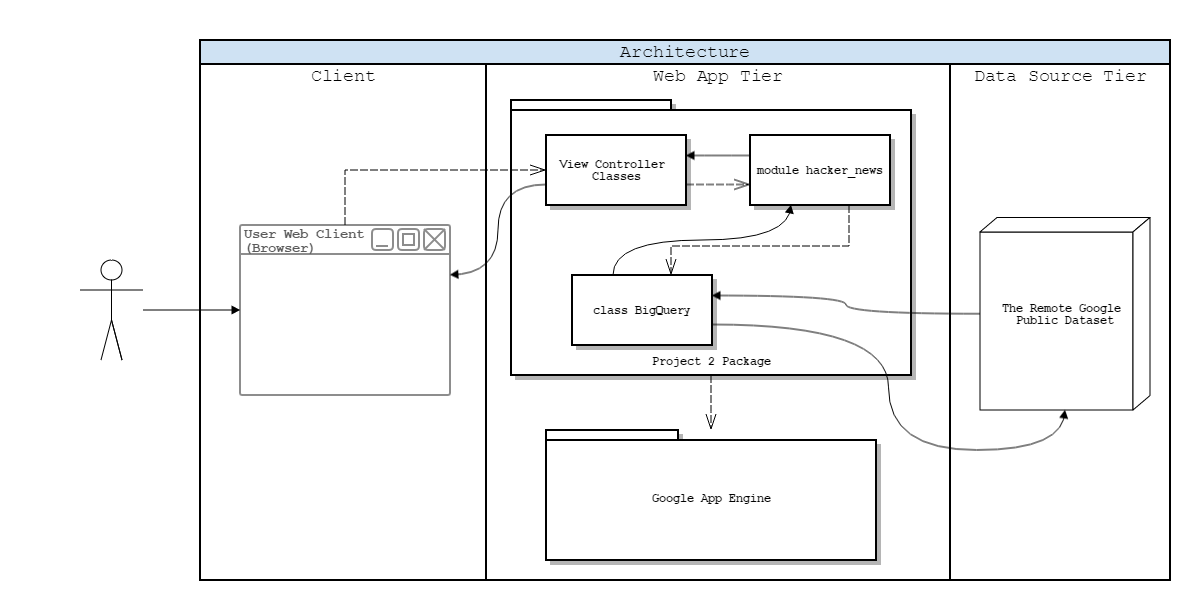 Architecture
Client
Web App Tier
Data Source Tier
View Controller
Classes
module hacker_news
User Web Client
(Browser)
class BigQuery
The Remote Google
Public Dataset
Project 2 Package
Google App Engine